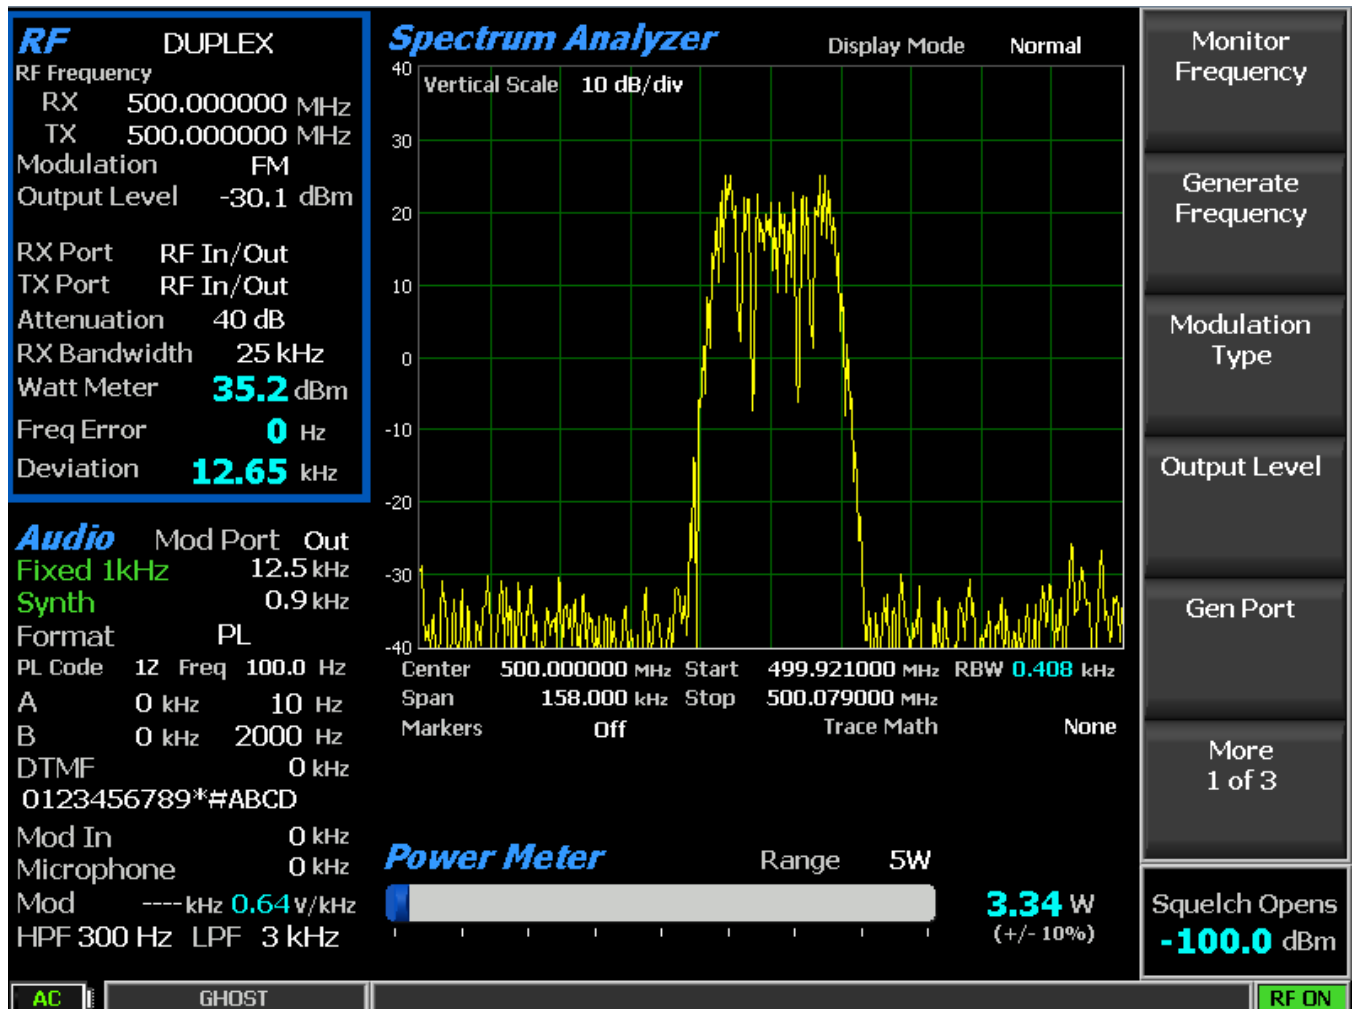 RF DUPLEX
RF Frequency
RX 500.000000 MHz
TX 500.000000 MHz
Modulation FM
Output Level -30.1 dBm
RX Port RF In/Out
TX Port RF In/Out
Attenuation 40 dB
RX Bandwidth 25 kHz
Watt Meter 35.2 dBm
Freq Error 0 Hz
Deviation 12.65 kHz
Audio Mod Port Out
Fixed 1kHz 12.5 kHz
Synth 0.9 kHz
Format PL
PL Code 1Z Freq 100.0 Hz
A 0 kHz 10 Hz
B 0 kHz 2000 Hz
DTMF 0 kHz
0123456789*#ABCD
Mod In 0 kHz
Microphone 0 kHz
Mod ---- kHz 0.64 V/kHz
HPF 300 Hz LPF 3 kHz
Spectrum Analyzer Display Mode Normal
Vertical Scale 10 dB/div
40
30
20
10
0
-10
-20
-30
-40
Center 500.000000 MHz Start 499.921000 MHz RBW 0.408 kHz
Span 158.000 kHz Stop 500.079000 MHz
Markers Off Trace Math None
Power Meter Range 5W
3.34 W
(+/- 10%)
Monitor
Frequency
Generate
Frequency
Modulation
Type
Output Level
Gen Port
More
1 of 3
Squelch Opens
-100.0 dBm
AC GHOST RF ON